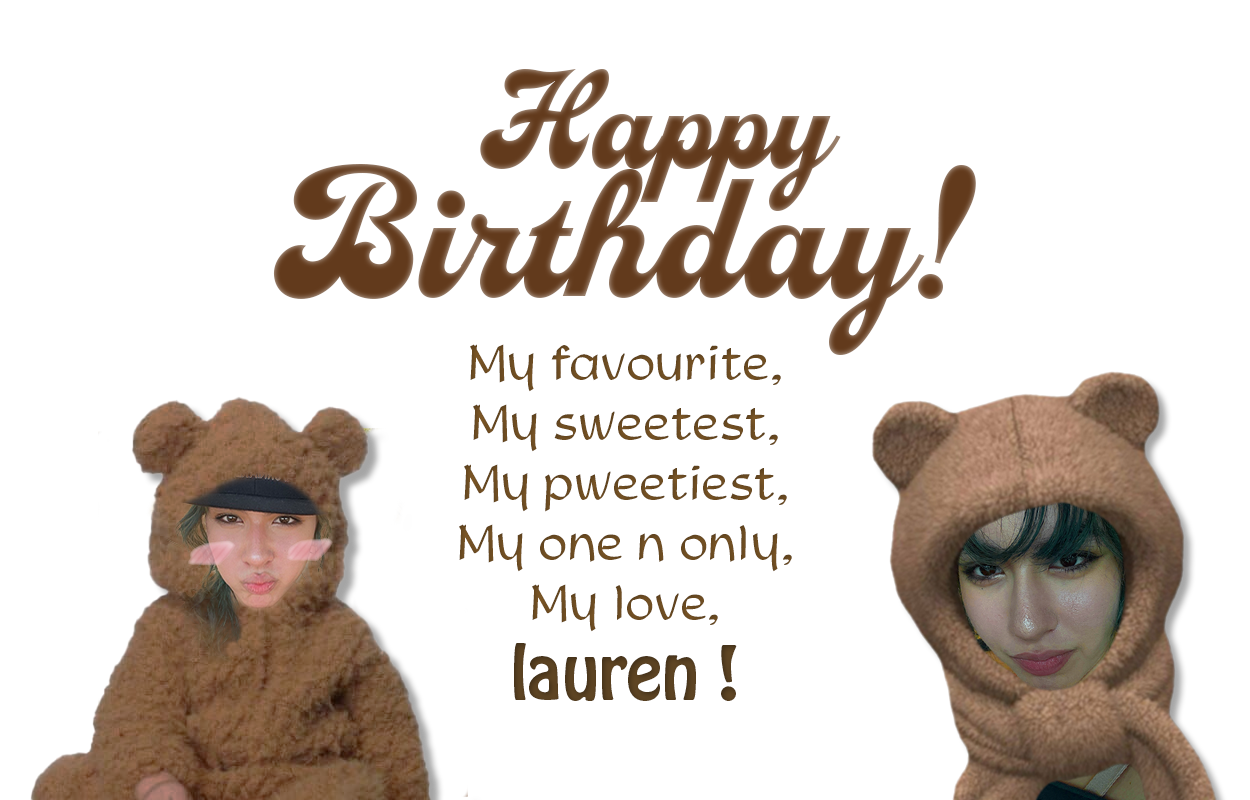 Happy
Birthday!
My favourite,
My sweetest,
My pweetiest,
My one n only,
My love,
lauren !